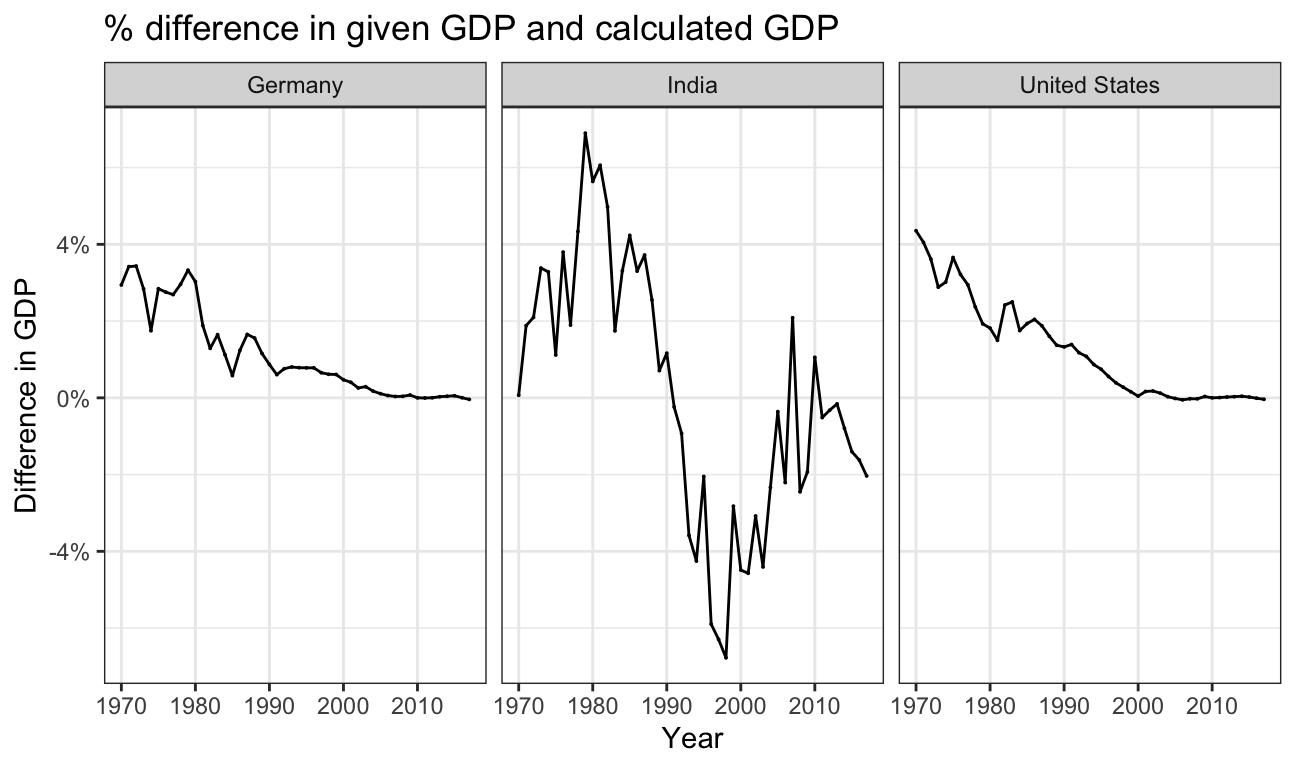 % difference in given GDP and calculated GDP
Germany India United States
Difference in GDP
4%
0%
-4%
1970 1980 1990 2000 2010 1970 1980 1990 2000 2010 1970 1980 1990 2000 2010
Year